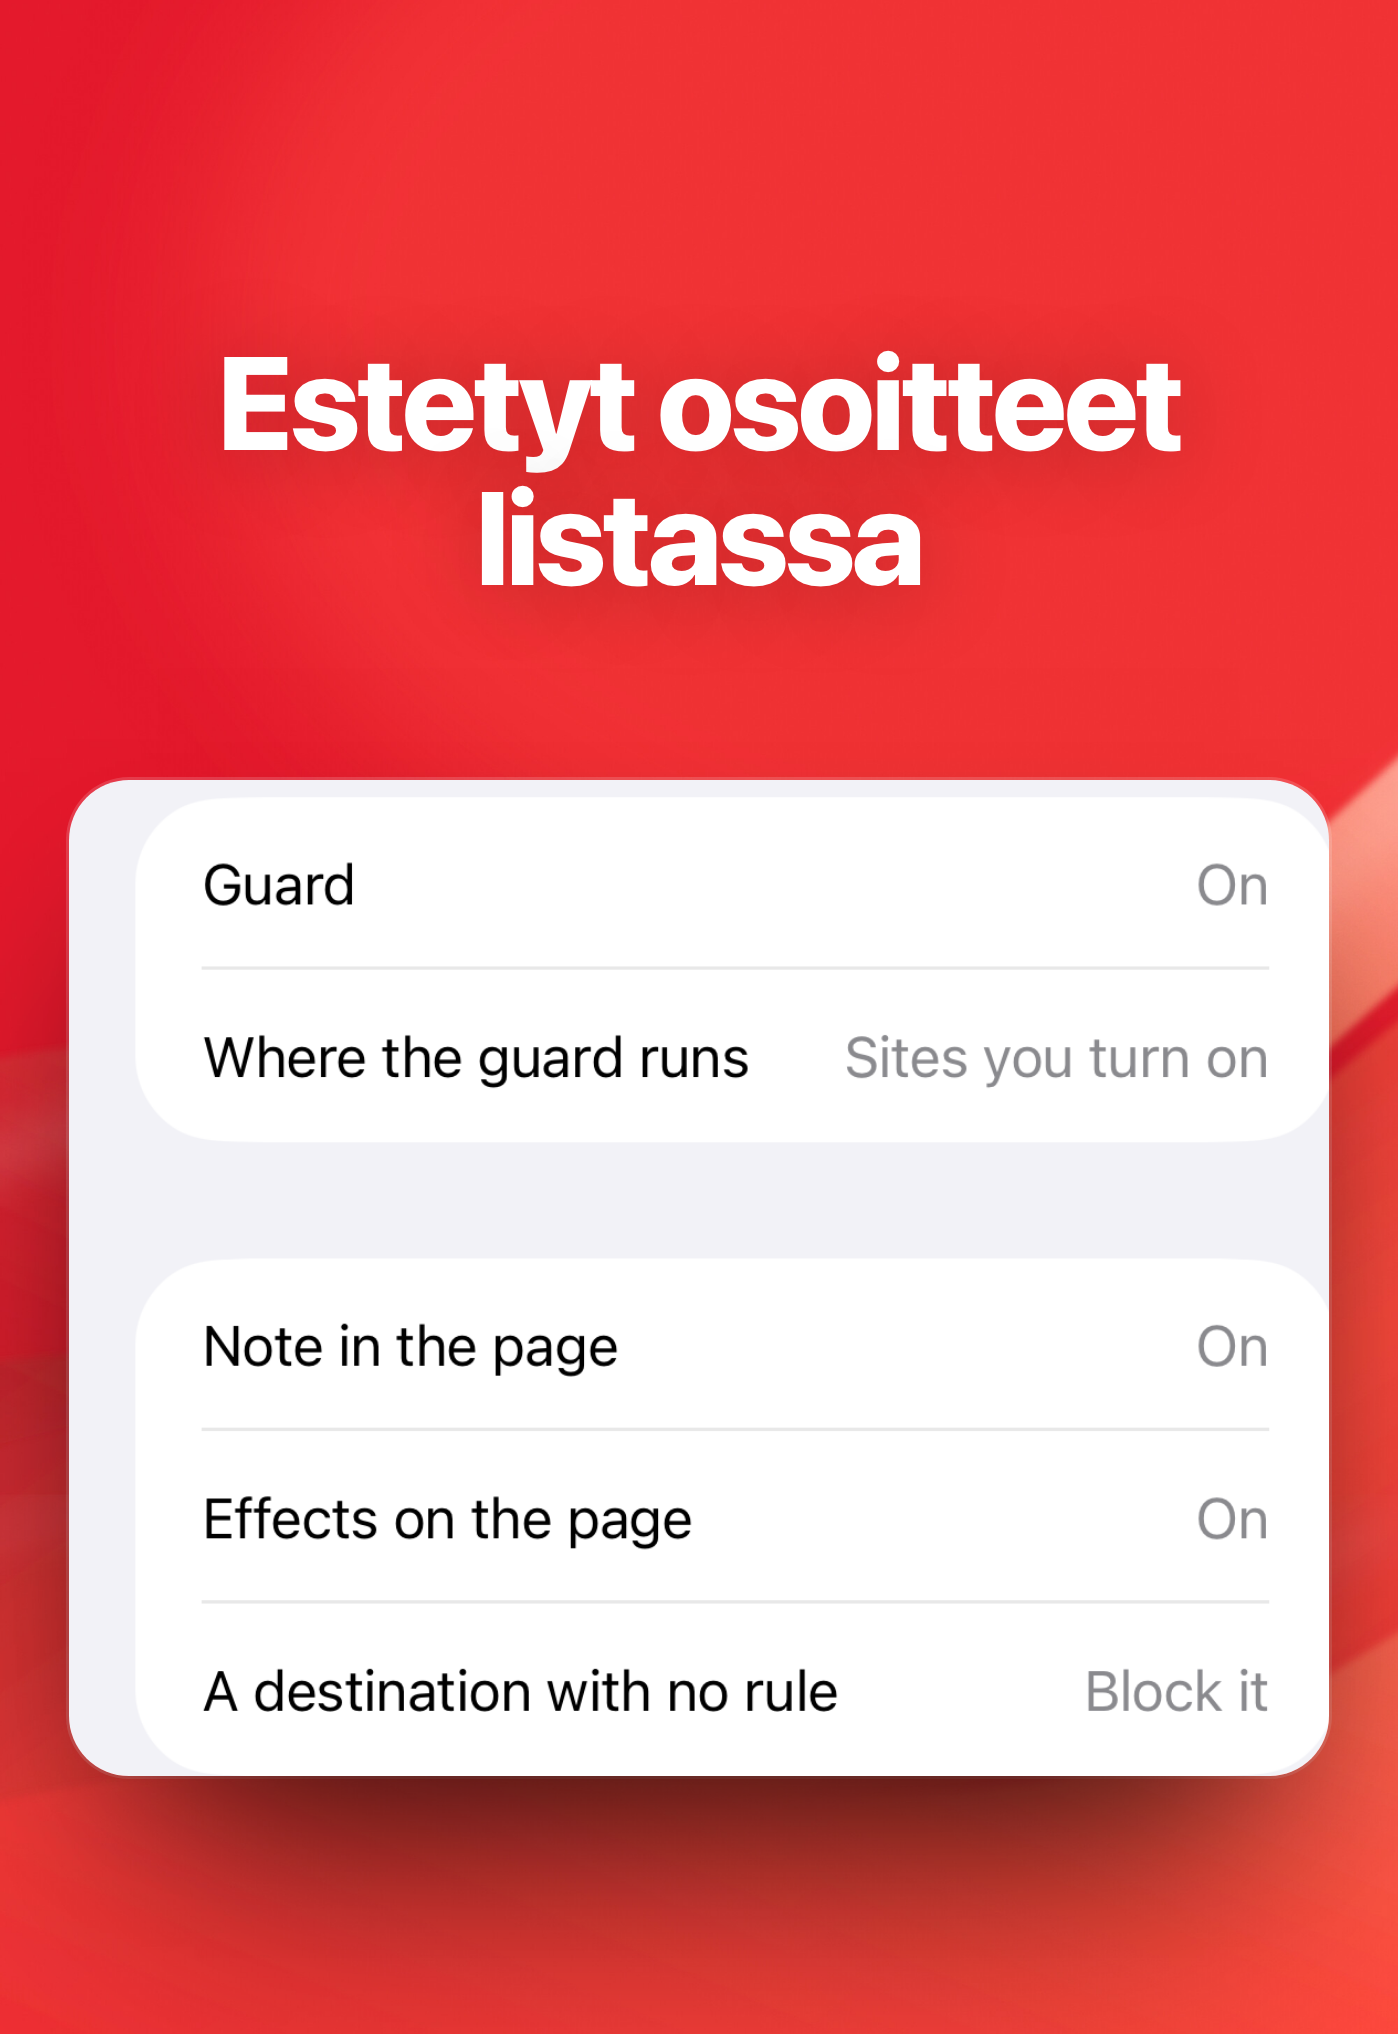 Estetyt osoitteet
listassa
Guard On
Where the guard runs Sites you turn on
Note in the page On
Effects on the page On
A destination with no rule Block it